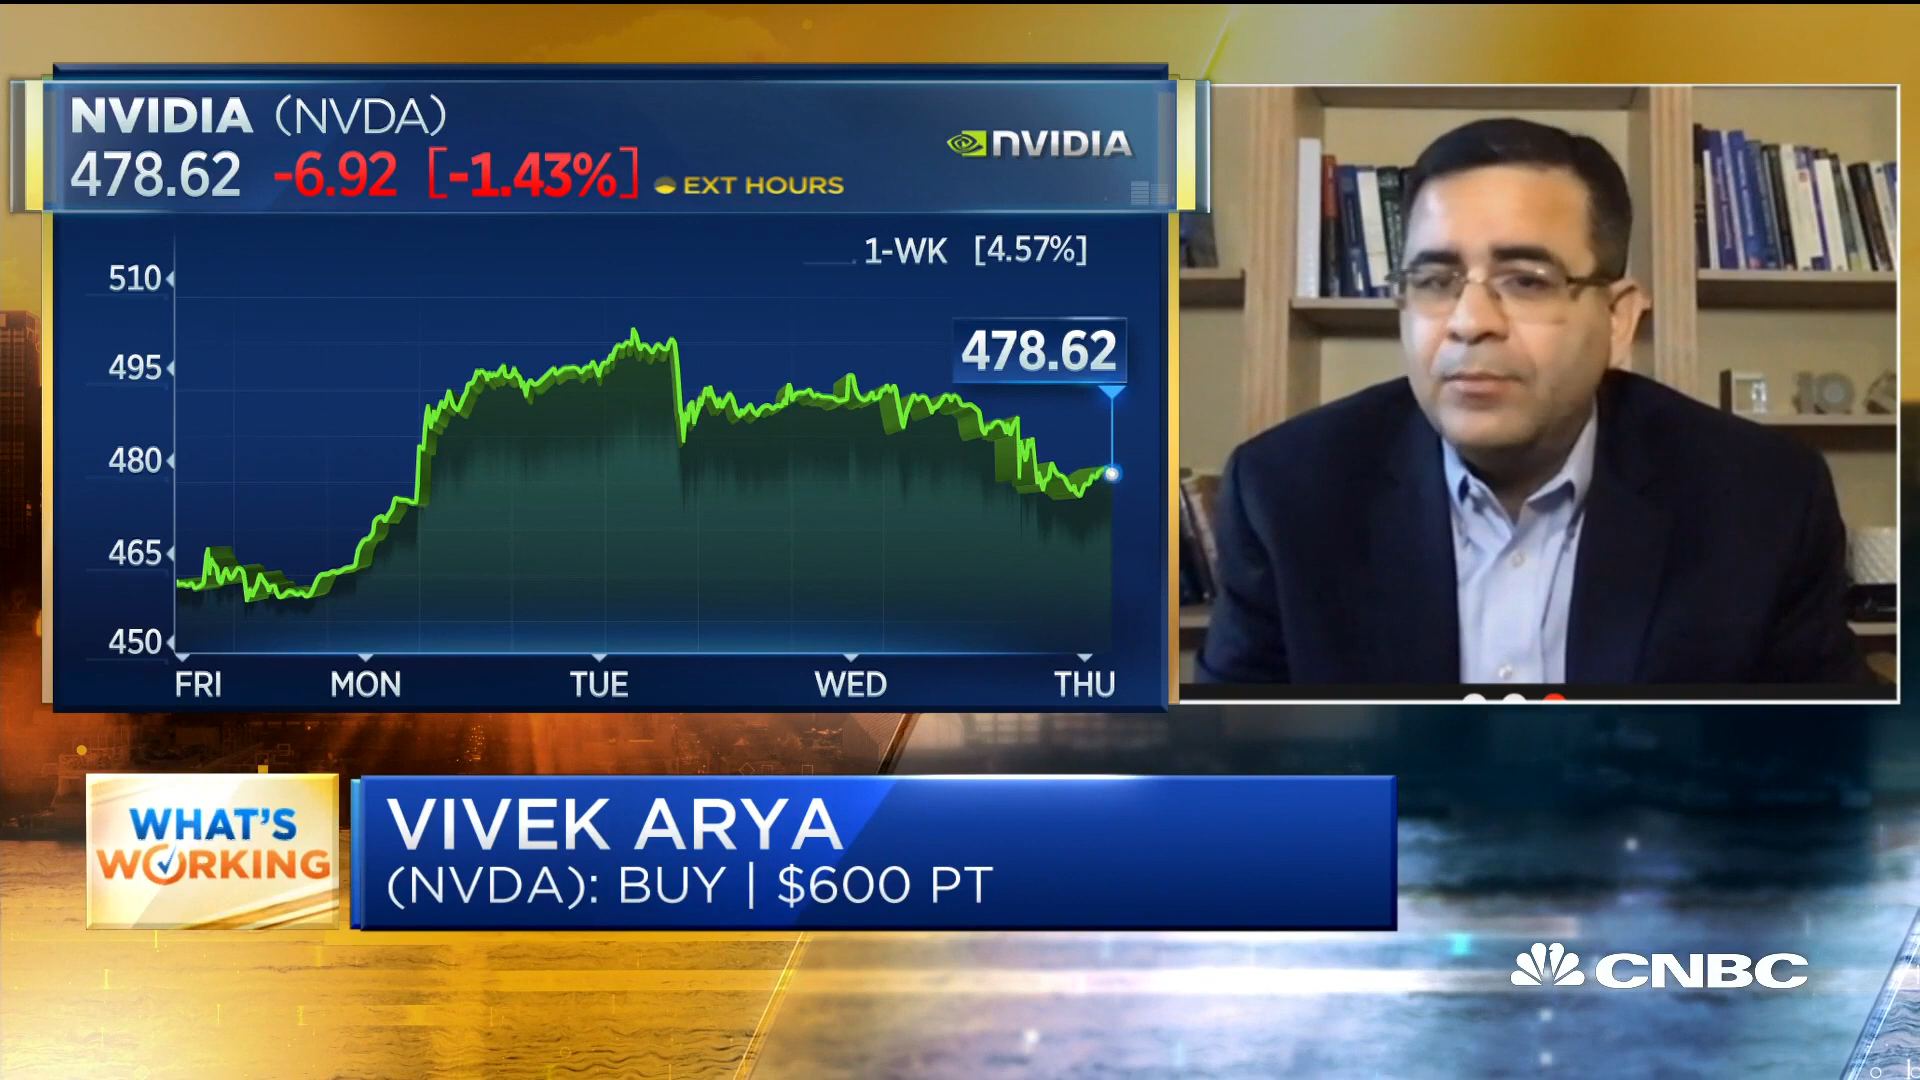 NVIDIA (NVDA)
478.62 -6.92 [-1.43%] EXT HOURS
NVIDIA
1-WK [4.57%]
510
495
480
465
450
478.62
FRI MON TUE WED THU
WHAT'S
WORKING
VIVEK ARYA
(NVDA): BUY | $600 PT
CNBC